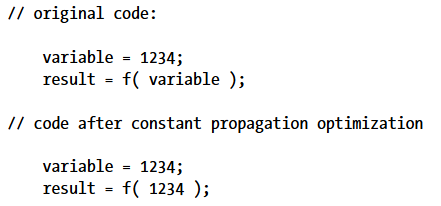 // original code:
variable = 1234;
result = f( variable );
// code after constant propagation optimization
variable = 1234;
result = f( 1234 );